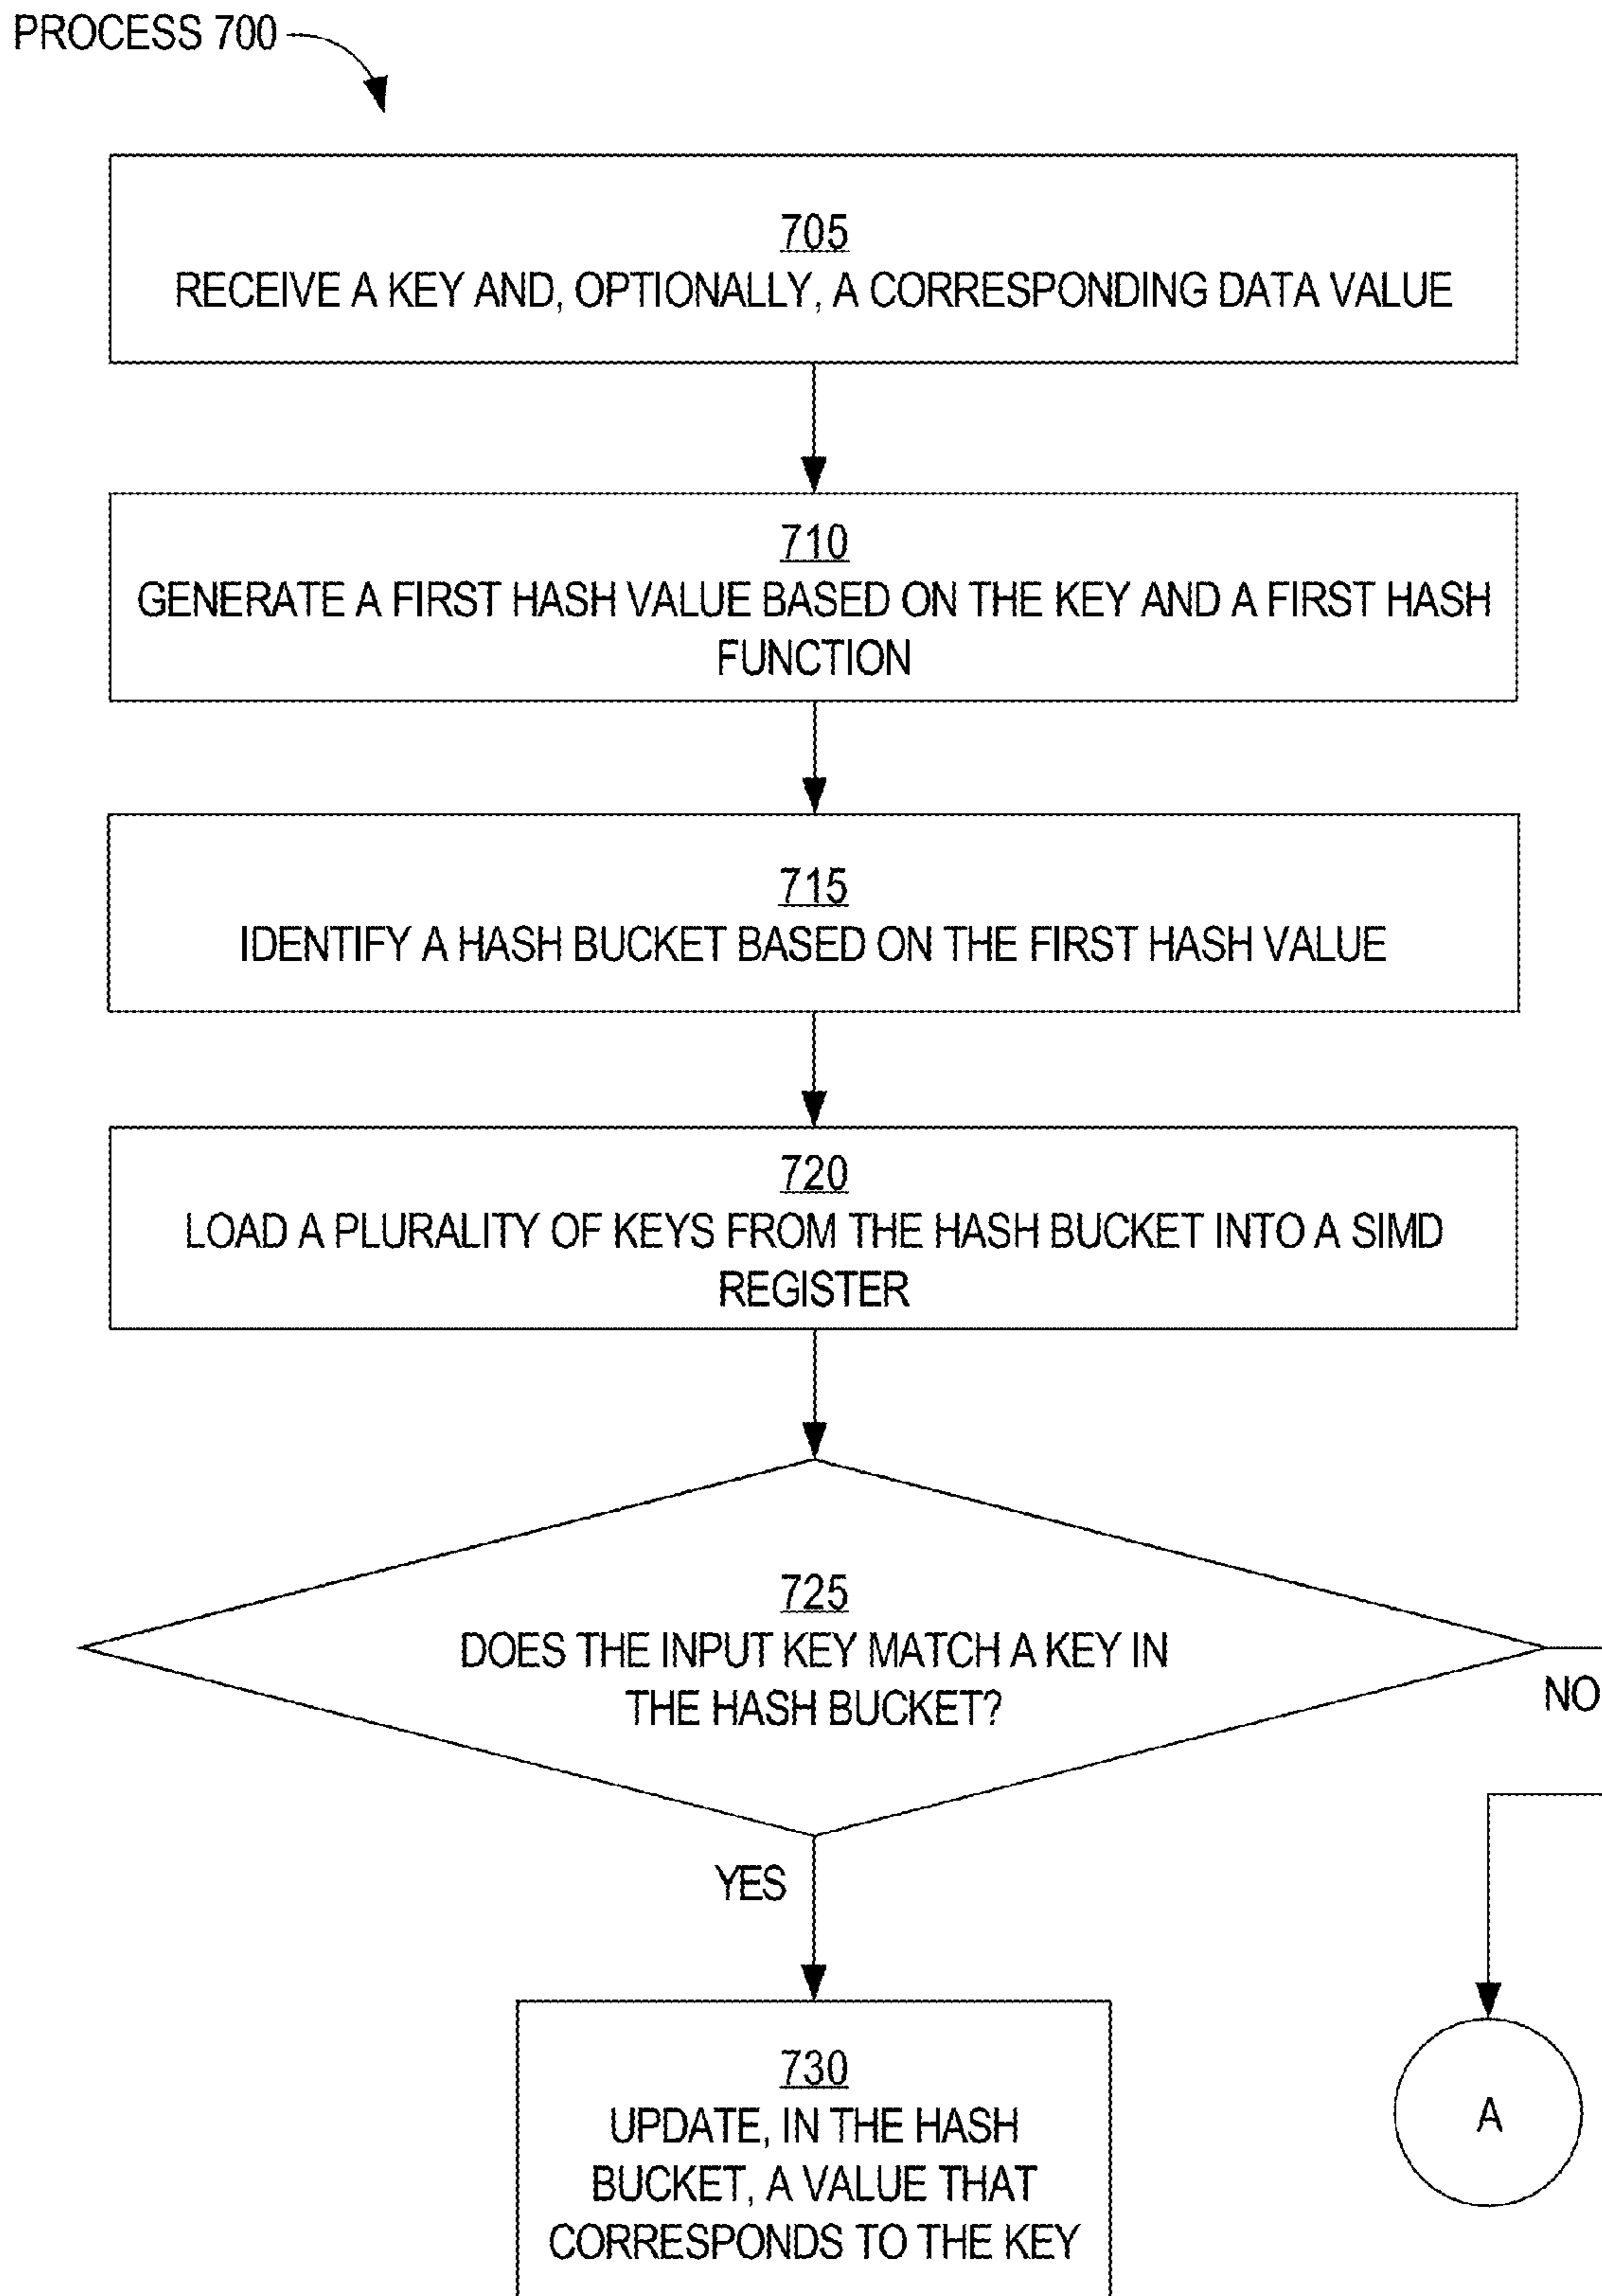 PROCESS 700
705
RECEIVE A KEY AND, OPTIONALLY, A CORRESPONDING DATA VALUE
710
GENERATE A FIRST HASH VALUE BASED ON THE KEY AND A FIRST HASH
FUNCTION
715
IDENTIFY A HASH BUCKET BASED ON THE FIRST HASH VALUE
720
LOAD A PLURALITY OF KEYS FROM THE HASH BUCKET INTO A SIMD
REGISTER
725
DOES THE INPUT KEY MATCH A KEY IN
THE HASH BUCKET?
NO
YES
730
UPDATE, IN THE HASH
BUCKET, A VALUE THAT
CORRESPONDS TO THE KEY
A